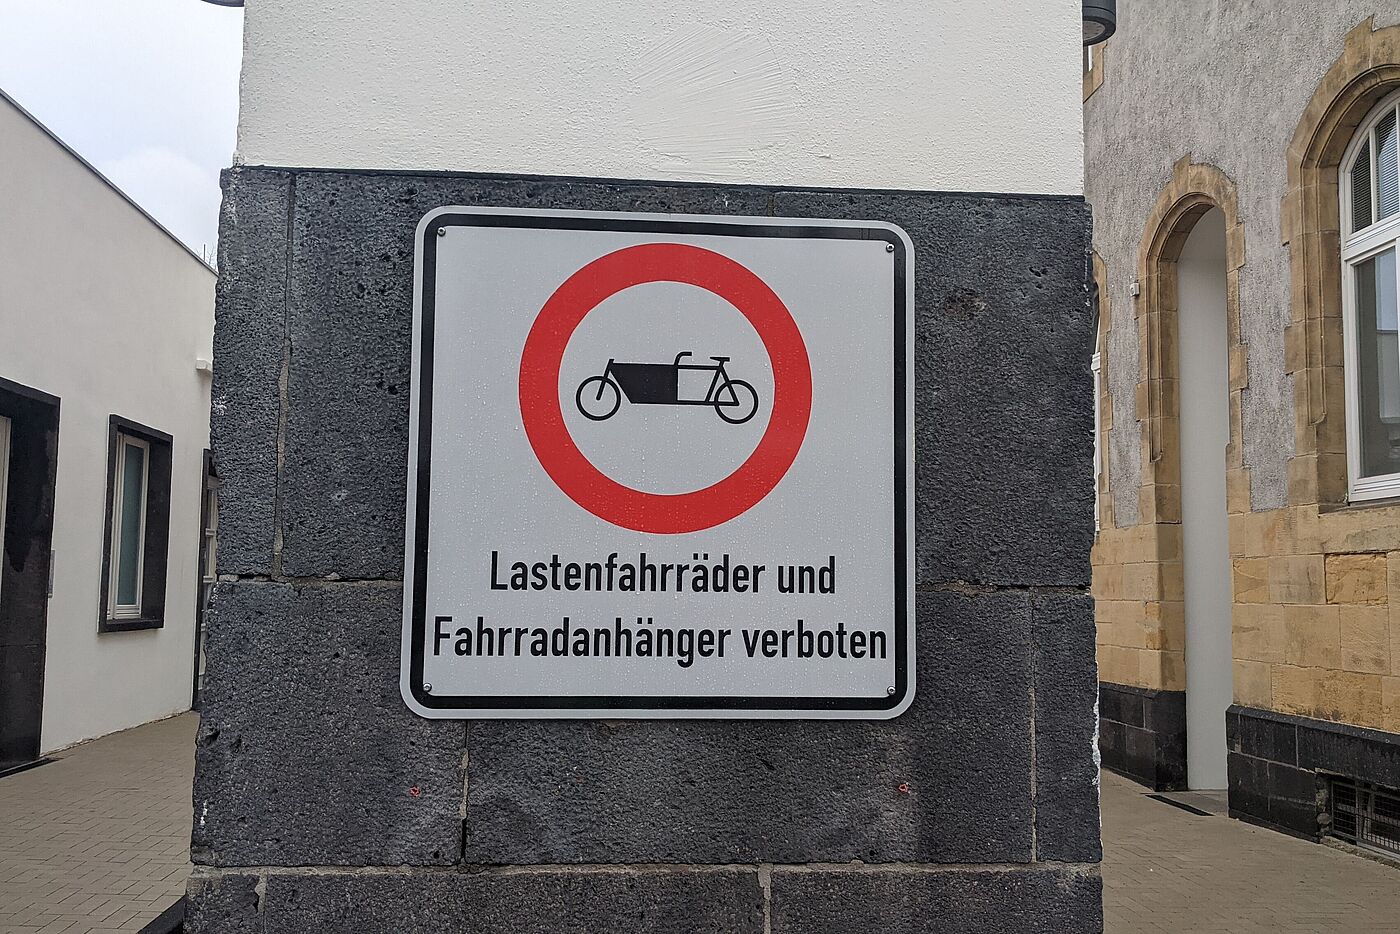 Lastenfahrräder und
Fahrradanhänger verboten